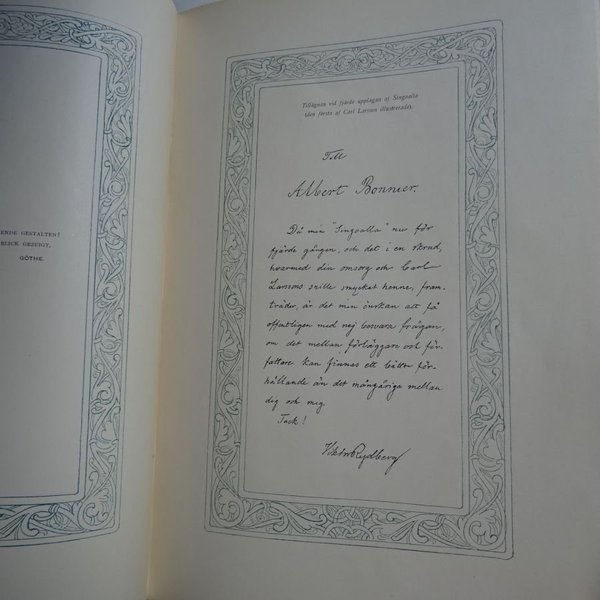 ENDE GESTALTEN!
BLICK GEZEIGT,
GÖTHE.
Tillägnan vid fjärde upplagan af Singoalla
(den första af Carl Larsson illustrerade).
Till
Albert Bonnier.
Då min "Singoalla" nu för
fjärde gången, och det i en skrud,
hvarmed din omsorg och Carl
Larssons snille smyckat henne, fram-
träder, är det min önskan att få
offentligen med nej besvara frågan,
om det mellan förläggare och för-
fattare kan finnas ett bättre för-
hållande än det mångåriga mellan
dig och mig.
Tack!
Viktor Rydberg